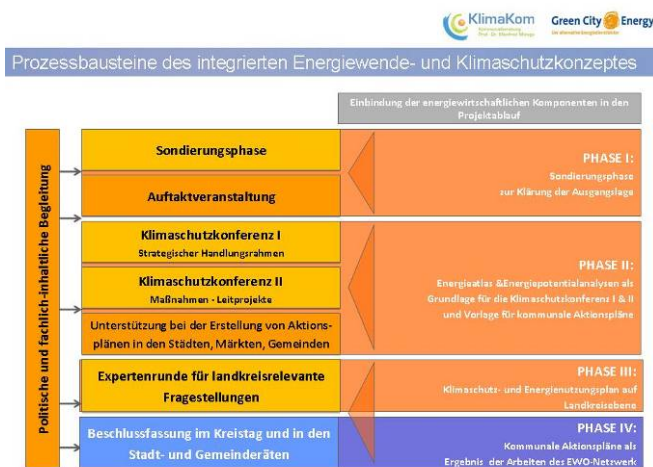 KlimaKom
Green City Energy
Prozessbausteine des integrierten Energiewende- und Klimaschutzkonzeptes
Einbindung der energiewirtschaftlichen Komponenten in den
Projektablauf
Politische und fachlich-inhaltliche Begleitung
Sondierungsphase
Auftaktveranstaltung
Klimaschutzkonferenz I
Strategischer Handlungsrahmen
Klimaschutzkonferenz II
Maßnahmen - Leitprojekte
Unterstützung bei der Erstellung von Aktions-
plänen in den Städten, Märkten, Gemeinden
Expertenrunde für landkreisrelevante
Fragestellungen
Beschlussfassung im Kreistag und in den
Stadt- und Gemeinderäten
PHASE I:
Sondierungsphase
zur Klärung der Ausgangslage
PHASE II:
Energieatlas &Energiepotentialanalysen als
Grundlage für die Klimaschutzkonferenz I & II
und Vorlage für kommunale Aktionspläne
PHASE III:
Klimaschutz- und Energienutzungsplan auf
Landkreisebene
PHASE IV:
Kommunale Aktionspläne als
Ergebnis der Arbeiten des EWO-Netzwerk